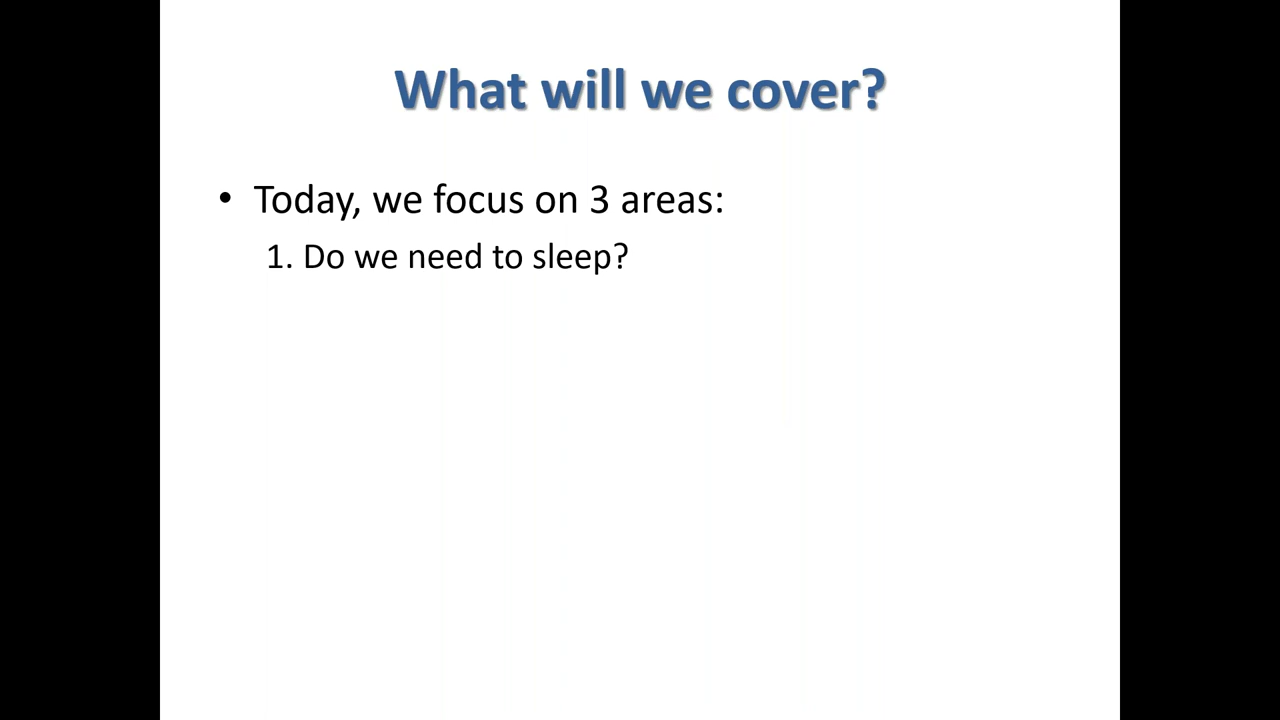 What will we cover?
• Today, we focus on 3 areas:
1. Do we need to sleep?